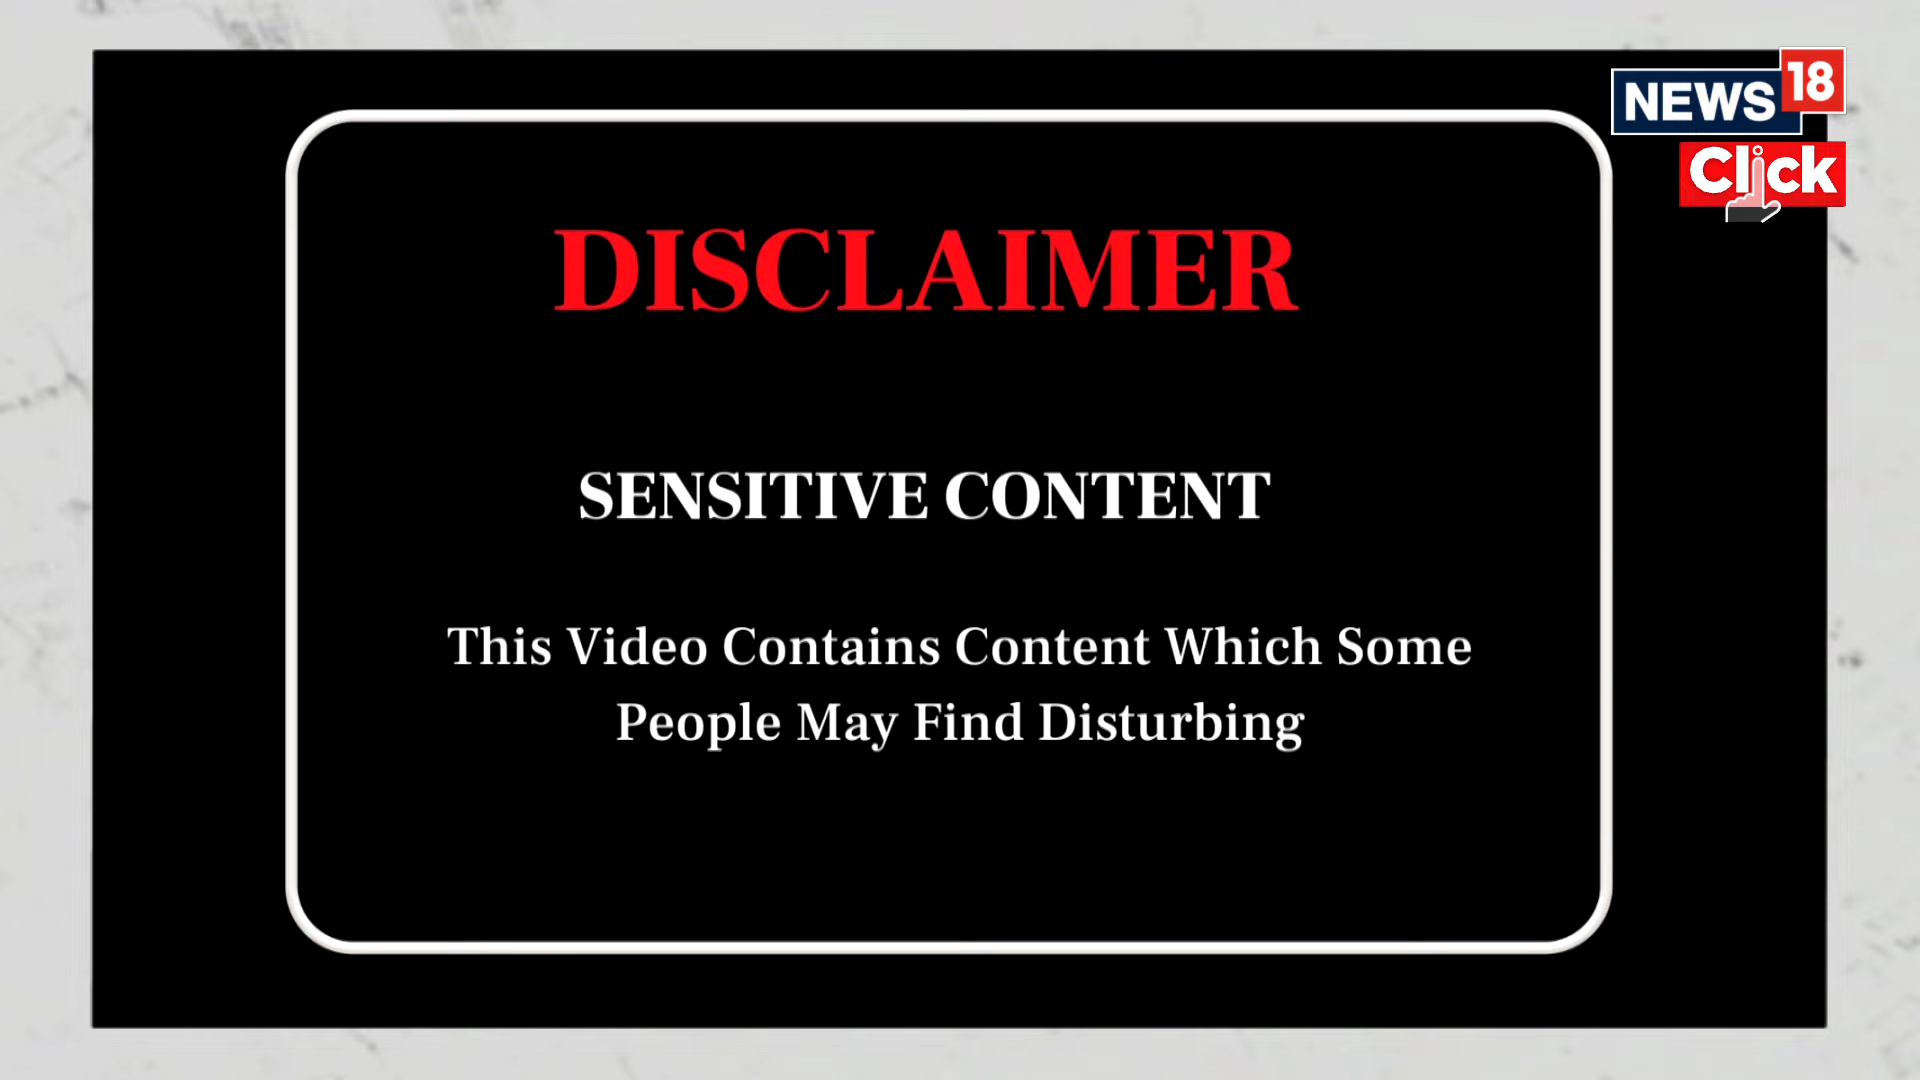 NEWS 18
Click
DISCLAIMER
SENSITIVE CONTENT
This Video Contains Content Which Some
People May Find Disturbing